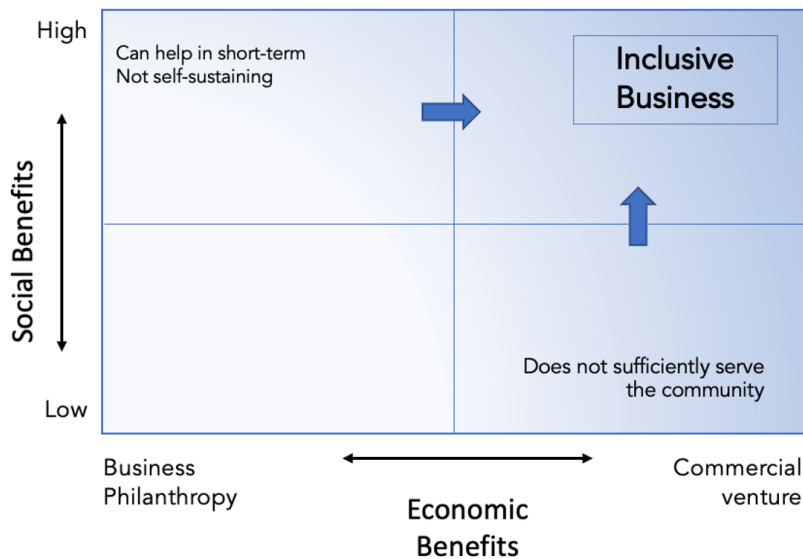 High
Can help in short-term
Not self-sustaining
Inclusive
Business
Social Benefits
Does not sufficiently serve
the community
Low
Business
Philanthropy
Commercial
venture
Economic
Benefits